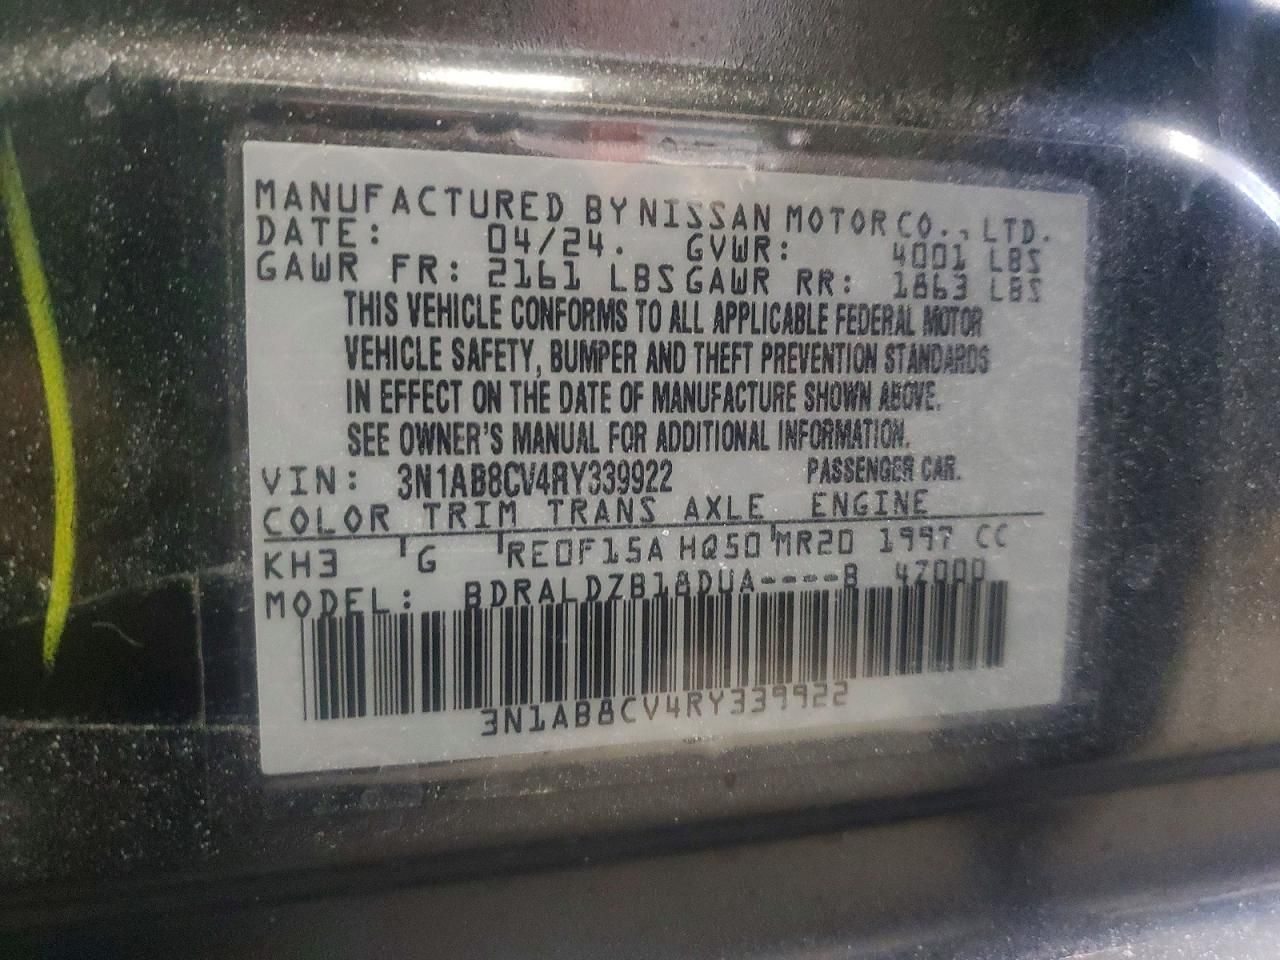 MANUFACTURED BY NISSAN MOTOR CO., LTD.
DATE: 04/24. GVWR: 4001 LBS
GAWR FR: 2161 LBS GAWR RR: 1863 LBS
THIS VEHICLE CONFORMS TO ALL APPLICABLE FEDERAL MOTOR
VEHICLE SAFETY, BUMPER AND THEFT PREVENTION STANDARDS
IN EFFECT ON THE DATE OF MANUFACTURE SHOWN ABOVE.
SEE OWNER'S MANUAL FOR ADDITIONAL INFORMATION.
VIN: 3N1AB8CV4RY339922 PASSENGER CAR.
COLOR TRIM TRANS AXLE ENGINE
KH3 G RE0F15A HQ50 MR20 1997 CC
MODEL: BDRALDZB18DUA----B 4Z000
3N1AB8CV4RY339922